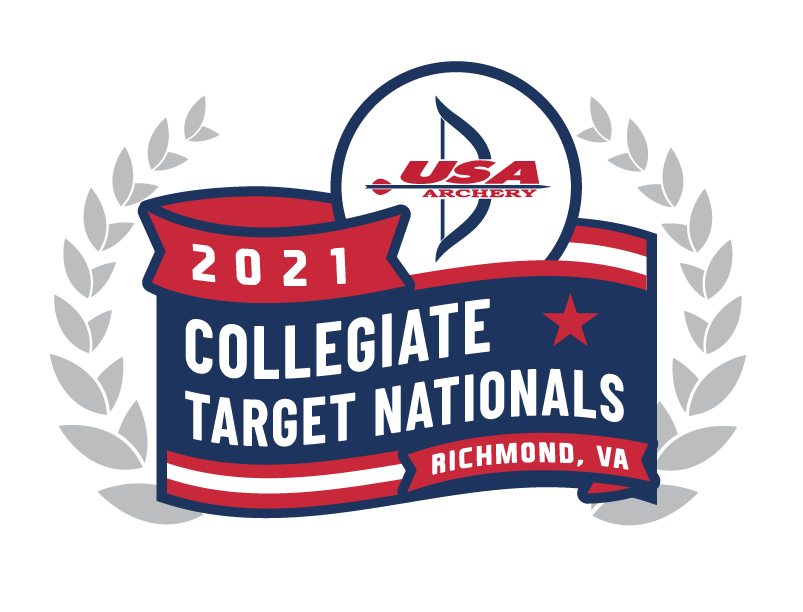 USA
ARCHERY
2021
COLLEGIATE
TARGET NATIONALS
RICHMOND, VA